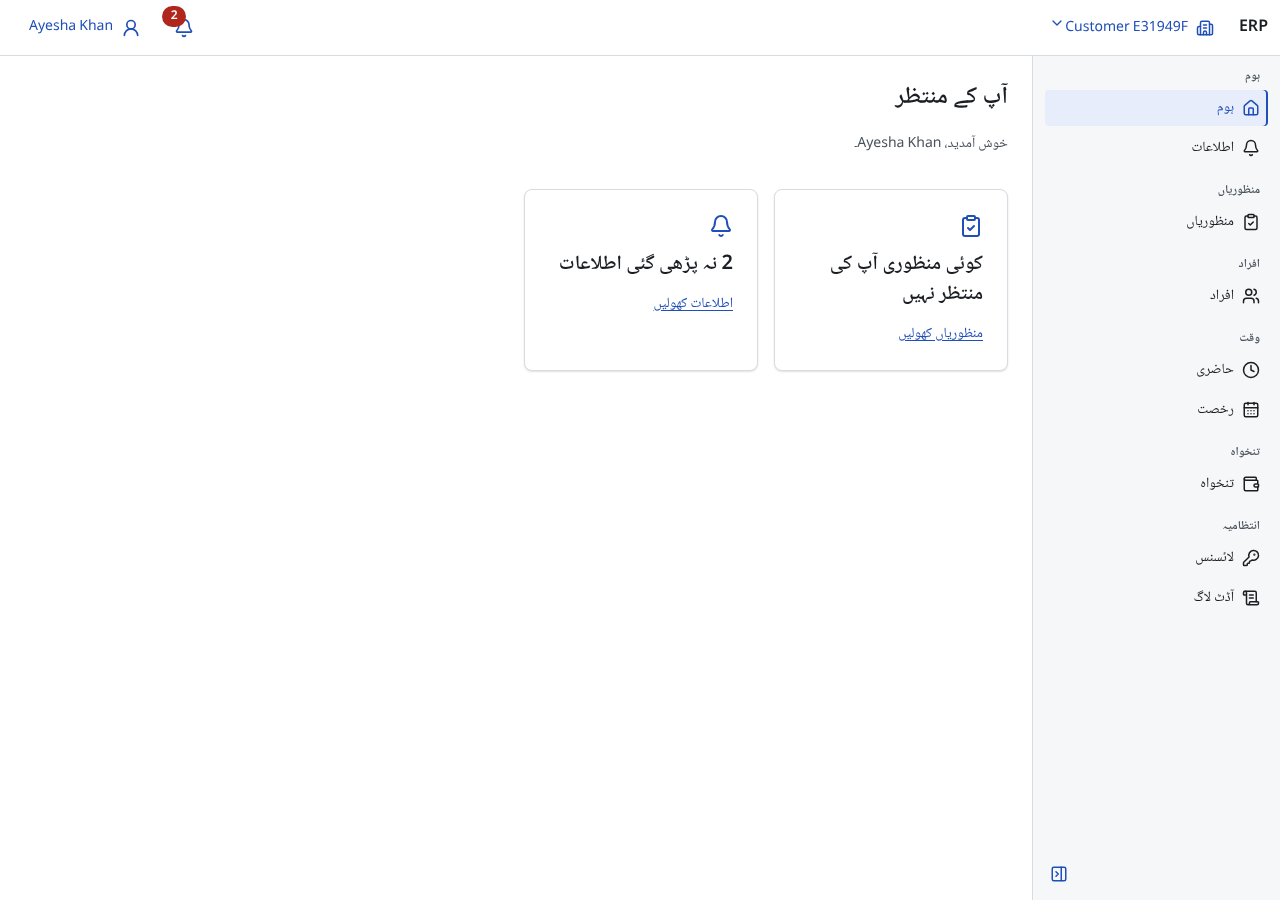 ERP
Customer E31949F
2
Ayesha Khan
ہوم
ہوم
اطلاعات
منظوریاں
منظوریاں
افراد
افراد
وقت
حاضری
رخصت
تنخواہ
تنخواہ
انتظامیہ
لائسنس
آڈٹ لاگ
آپ کے منتظر
خوش آمدید، Ayesha Khan۔
کوئی منظوری آپ کی
منتظر نہیں
منظوریاں کھولیں
2 نہ پڑھی گئی اطلاعات
اطلاعات کھولیں